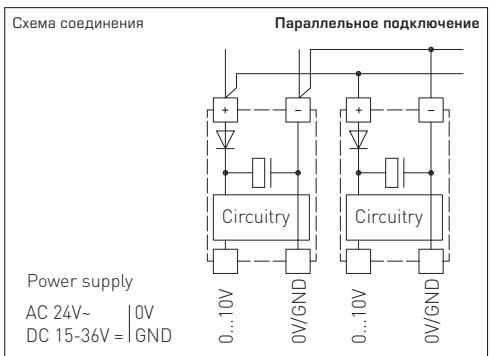 Схема соединения
Параллельное подключение
+ − + −
Circuitry Circuitry
Power supply
AC 24V~ | 0V
DC 15-36V = | GND
0...10V
0V/GND
0...10V
0V/GND